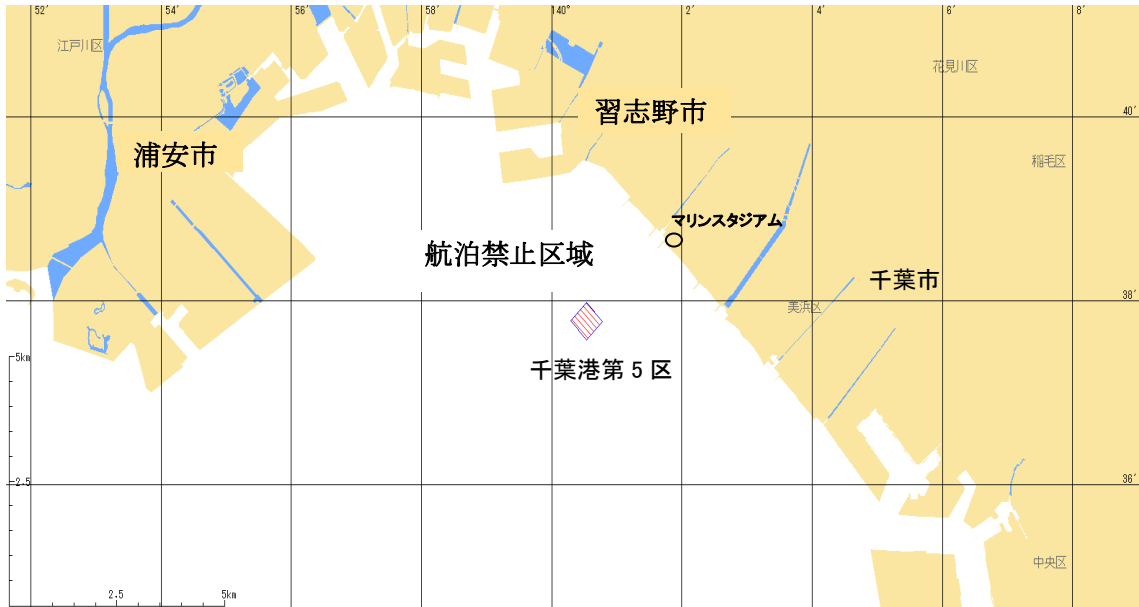 52' 54' 56' 58' 140° 2' 4' 6' 8'
江戸川区
花見川区
習志野市
40'
浦安市
稲毛区
マリンスタジアム
航泊禁止区域
千葉市
38'
美浜区
5km
千葉港第5区
2.5
36'
中央区
2.5 5km